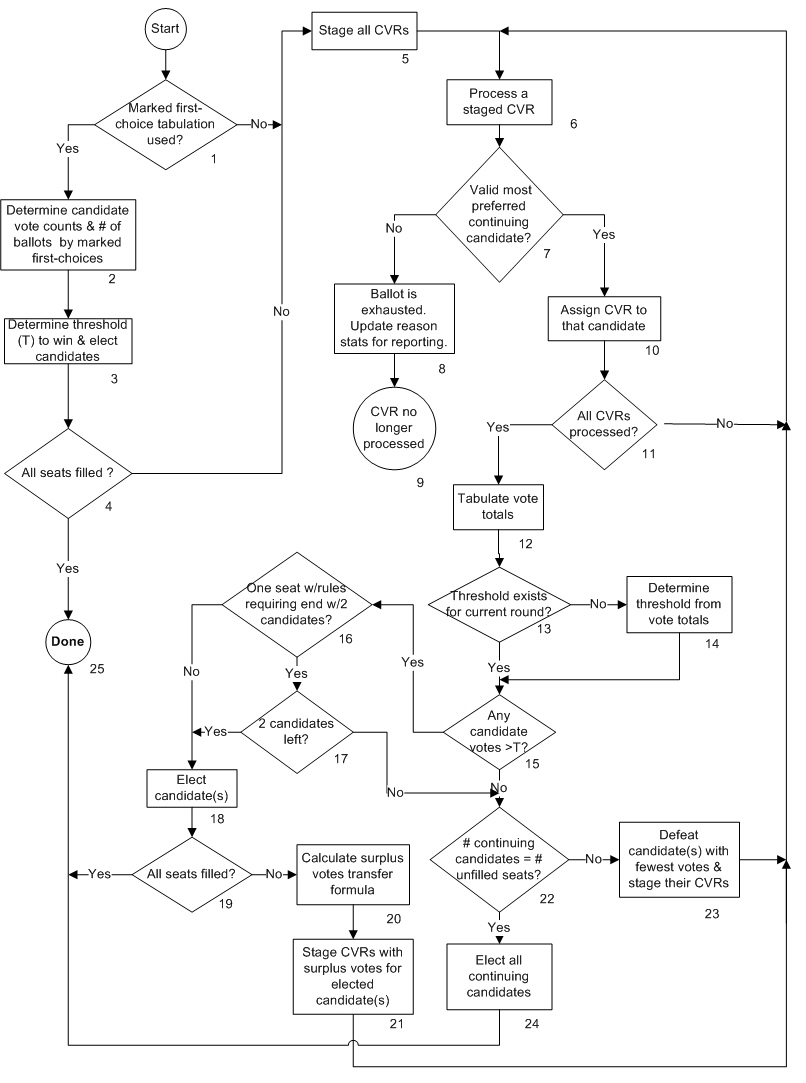 Start
Marked first-
choice tabulation
used?
1
No
Yes
Determine candidate
vote counts & # of
ballots by marked
first-choices
2
Determine threshold
(T) to win & elect
candidates
3
All seats filled ?
4
No
Yes
Done
25
Stage all CVRs
5
Process a
staged CVR
6
Valid most
preferred
continuing
candidate?
7
No
Yes
Ballot is
exhausted.
Update reason
stats for reporting.
8
CVR no
longer
processed
9
Assign CVR to
that candidate
10
All CVRs
processed?
11
No
Yes
Tabulate vote
totals
12
Threshold exists
for current round?
13
No
Yes
Determine
threshold from
vote totals
14
Any
candidate
votes >T?
15
Yes
No
One seat w/rules
requiring end w/2
candidates?
16
No
Yes
2 candidates
left?
17
Yes
No
Elect
candidate(s)
18
All seats filled?
19
Yes
No
Calculate surplus
votes transfer
formula
20
Stage CVRs with
surplus votes for
elected
candidate(s)
21
# continuing
candidates = #
unfilled seats?
22
No
Yes
Defeat
candidate(s) with
fewest votes &
stage their CVRs
23
Elect all
continuing
candidates
24